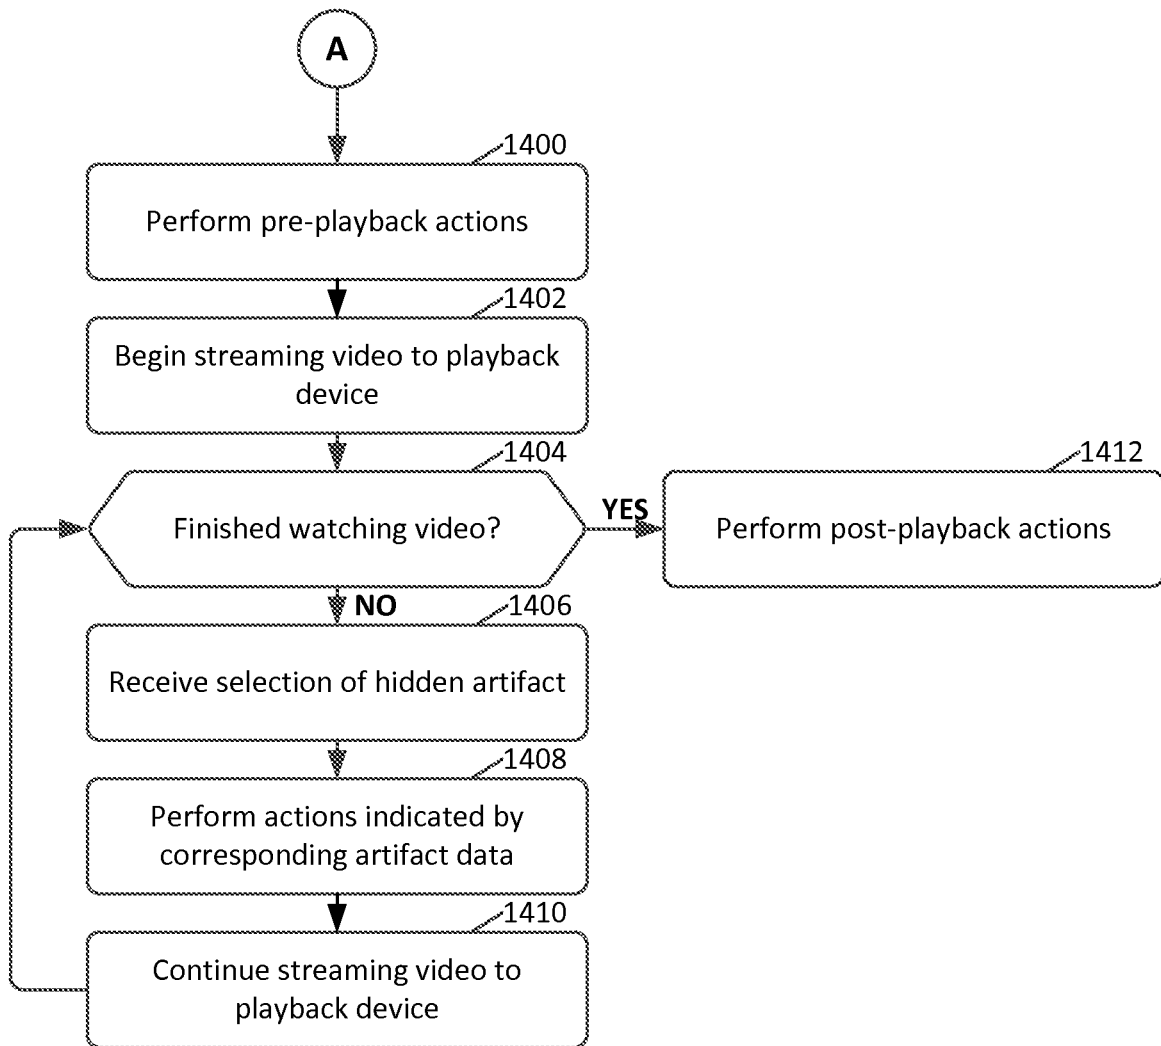 A
1400
Perform pre-playback actions
1402
Begin streaming video to playback
device
1404
Finished watching video?
YES
1412
Perform post-playback actions
NO
1406
Receive selection of hidden artifact
1408
Perform actions indicated by
corresponding artifact data
1410
Continue streaming video to
playback device